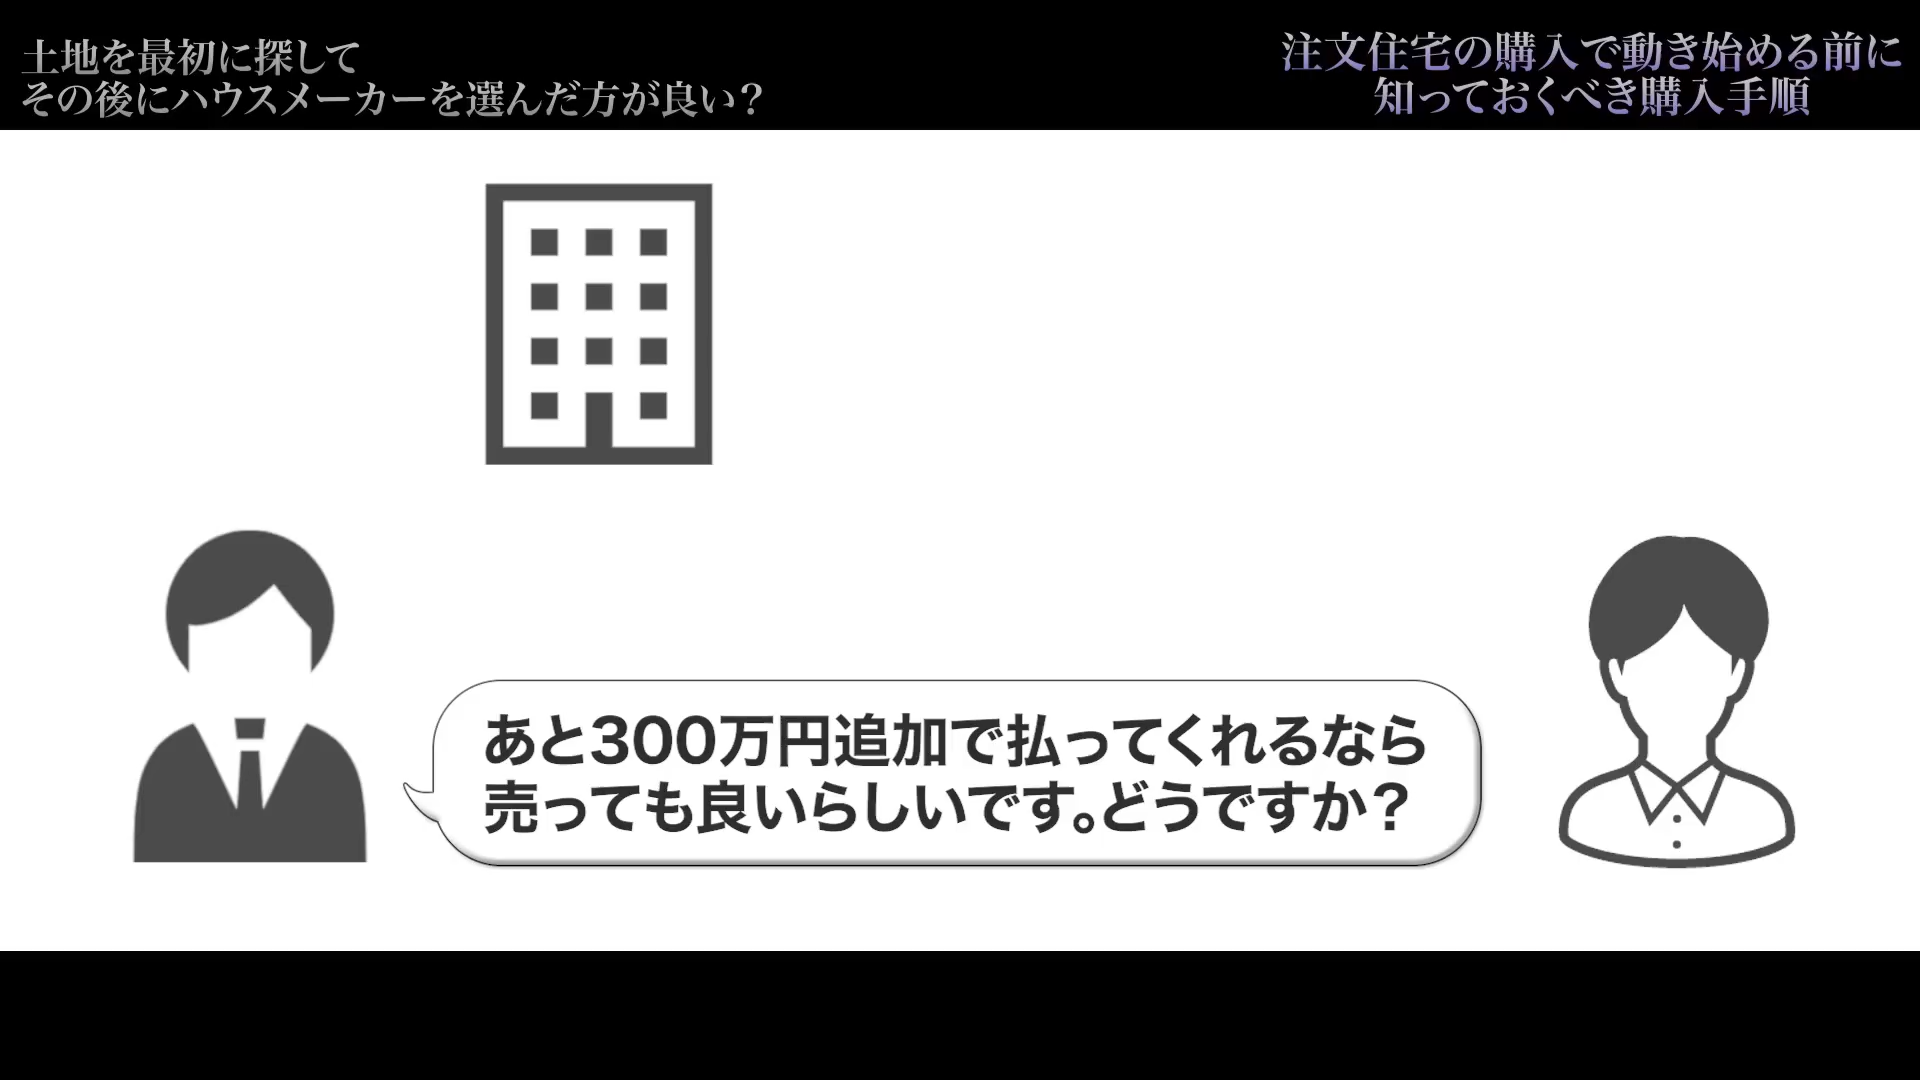 土地を最初に探して
その後にハウスメーカーを選んだ方が良い?
注文住宅の購入で動き始める前に
知っておくべき購入手順
あと300万円追加で払ってくれるなら
売っても良いらしいです。どうですか?